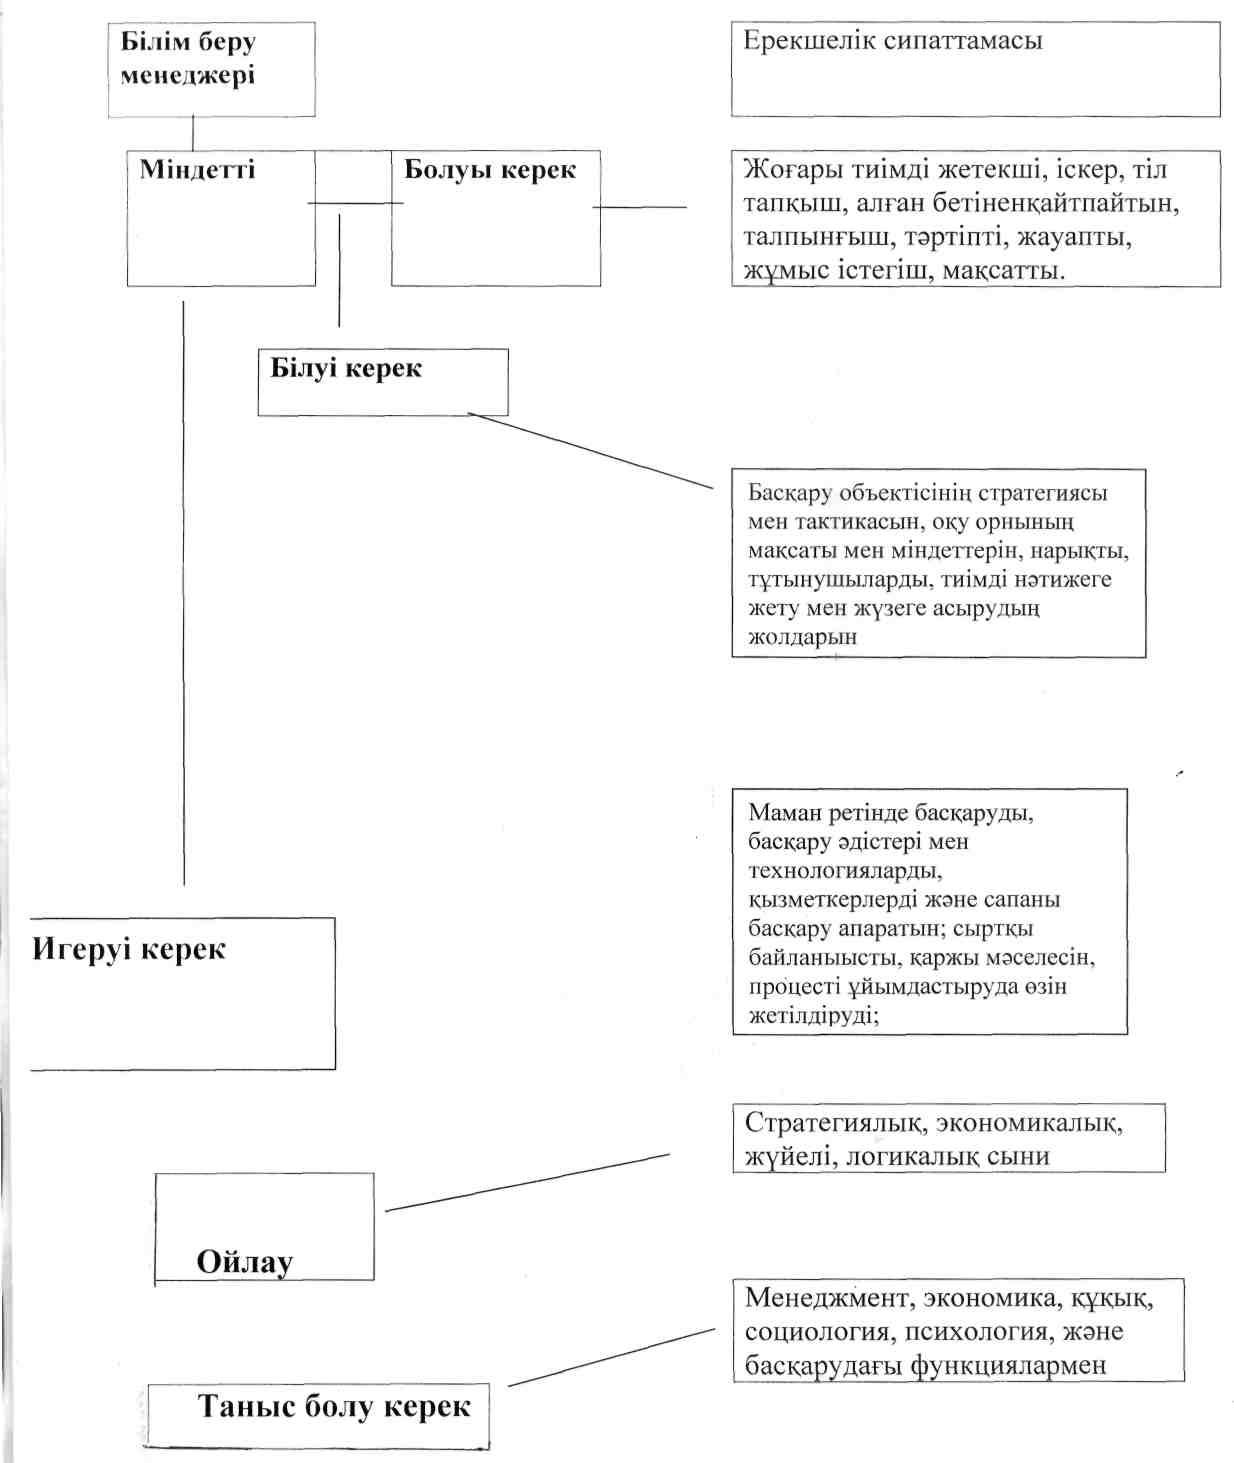 Білім беру
менеджері
Ерекшелік сипаттамасы
Міндетті
Болуы керек
Жоғары тиімді жетекші, іскер, тіл
тапқыш, алған бетіненқайтпайтын,
талпынғыш, тәртіпті, жауапты,
жұмыс істегіш, мақсатты.
Білуі керек
Басқару объектісінің стратегиясы
мен тактикасын, оқу орнының
мақсаты мен міндеттерін, нарықты,
тұтынушыларды, тиімді нәтижеге
жету мен жүзеге асырудың
жолдарын
Маман ретінде басқаруды,
басқару әдістері мен
технологияларды,
қызметкерлерді және сапаны
басқару апаратын; сыртқы
байланыысты, қаржы мәселесін,
процесті ұйымдастыруда өзін
жетілдіруді;
Игеруі керек
Стратегиялық, экономикалық,
жүйелі, логикалық сыни
Ойлау
Менеджмент, экономика, құқық,
социология, психология, және
басқарудағы функциялармен
Таныс болу керек